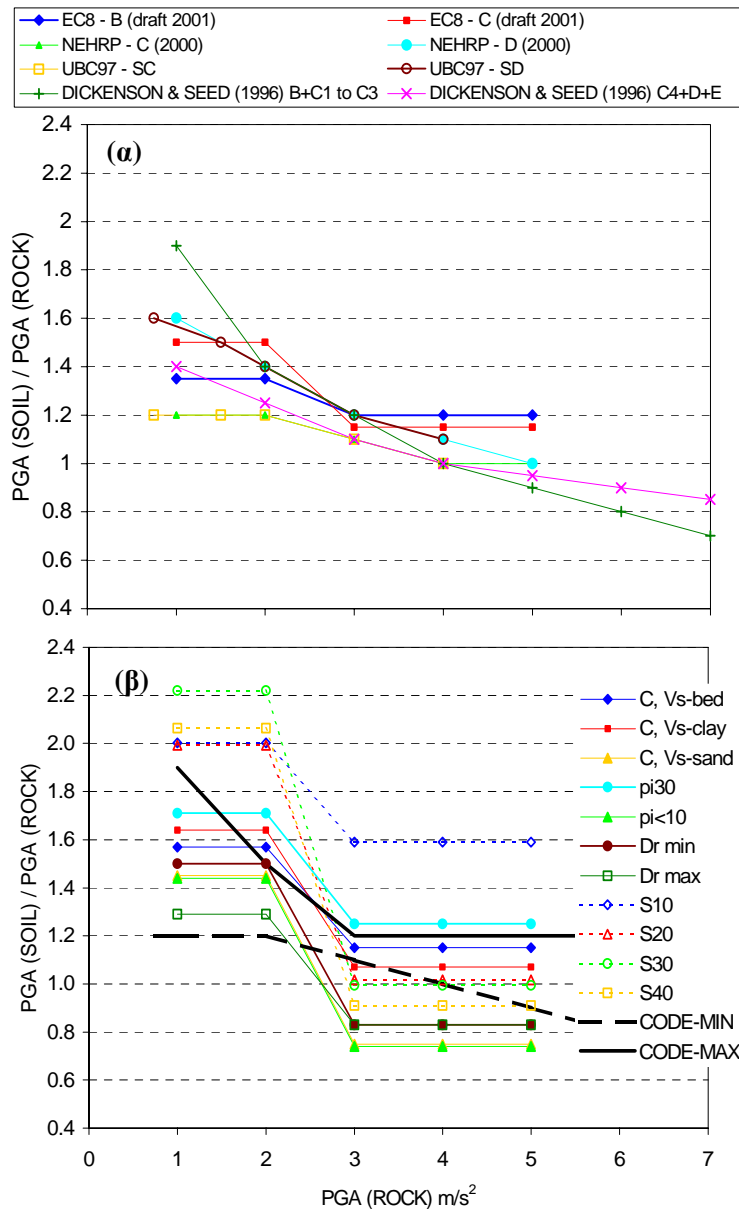 EC8 - B (draft 2001)
EC8 - C (draft 2001)
NEHRP - C (2000)
NEHRP - D (2000)
UBC97 - SC
UBC97 - SD
DICKENSON & SEED (1996) B+C1 to C3
DICKENSON & SEED (1996) C4+D+E
(α)
PGA (SOIL) / PGA (ROCK)
2.4
2.2
2
1.8
1.6
1.4
1.2
1
0.8
0.6
0.4
(β)
PGA (SOIL) / PGA (ROCK)
2.4
2.2
2.0
1.8
1.6
1.4
1.2
1.0
0.8
0.6
0.4
C, Vs-bed
C, Vs-clay
C, Vs-sand
pi30
pi<10
Dr min
Dr max
S10
S20
S30
S40
CODE-MIN
CODE-MAX
0 1 2 3 4 5 6 7
PGA (ROCK) m/s²